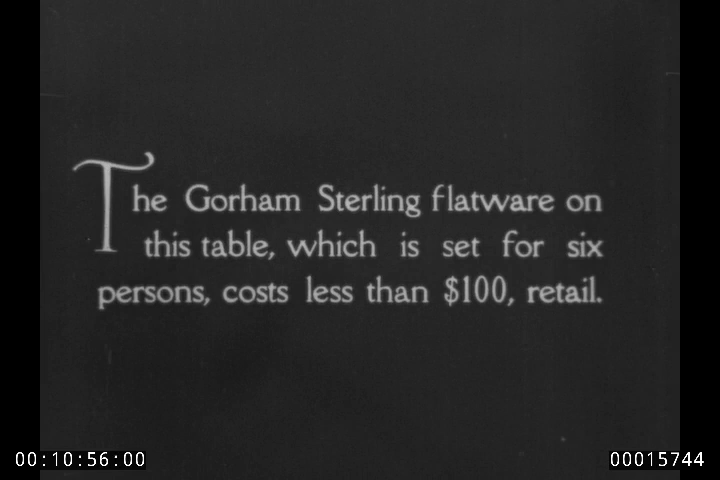 The Gorham Sterling flatware on
this table, which is set for six
persons, costs less than $100, retail.
00:10:56:00
00015744